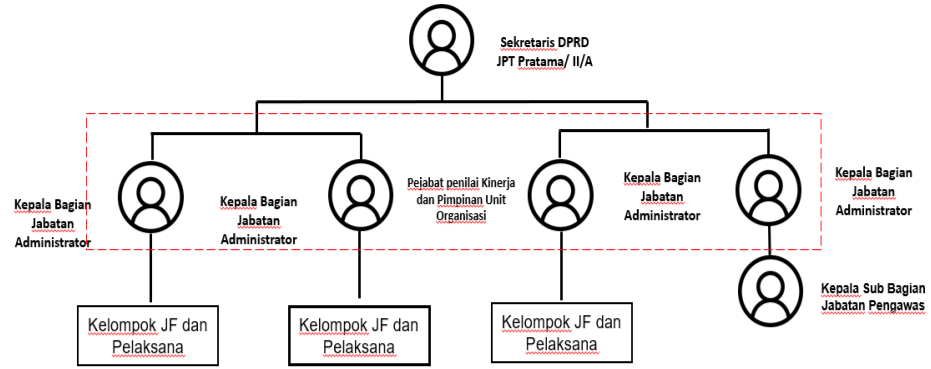 Sekretaris DPRD
JPT Pratama/ II/A
Kepala Bagian
Jabatan
Administrator
Kepala Bagian
Jabatan
Administrator
Pejabat penilai Kinerja
dan Pimpinan Unit
Organisasi
Kepala Bagian
Jabatan
Administrator
Kepala Bagian
Jabatan
Administrator
Kelompok JF dan
Pelaksana
Kelompok JF dan
Pelaksana
Kelompok JF dan
Pelaksana
Kepala Sub Bagian
Jabatan Pengawas